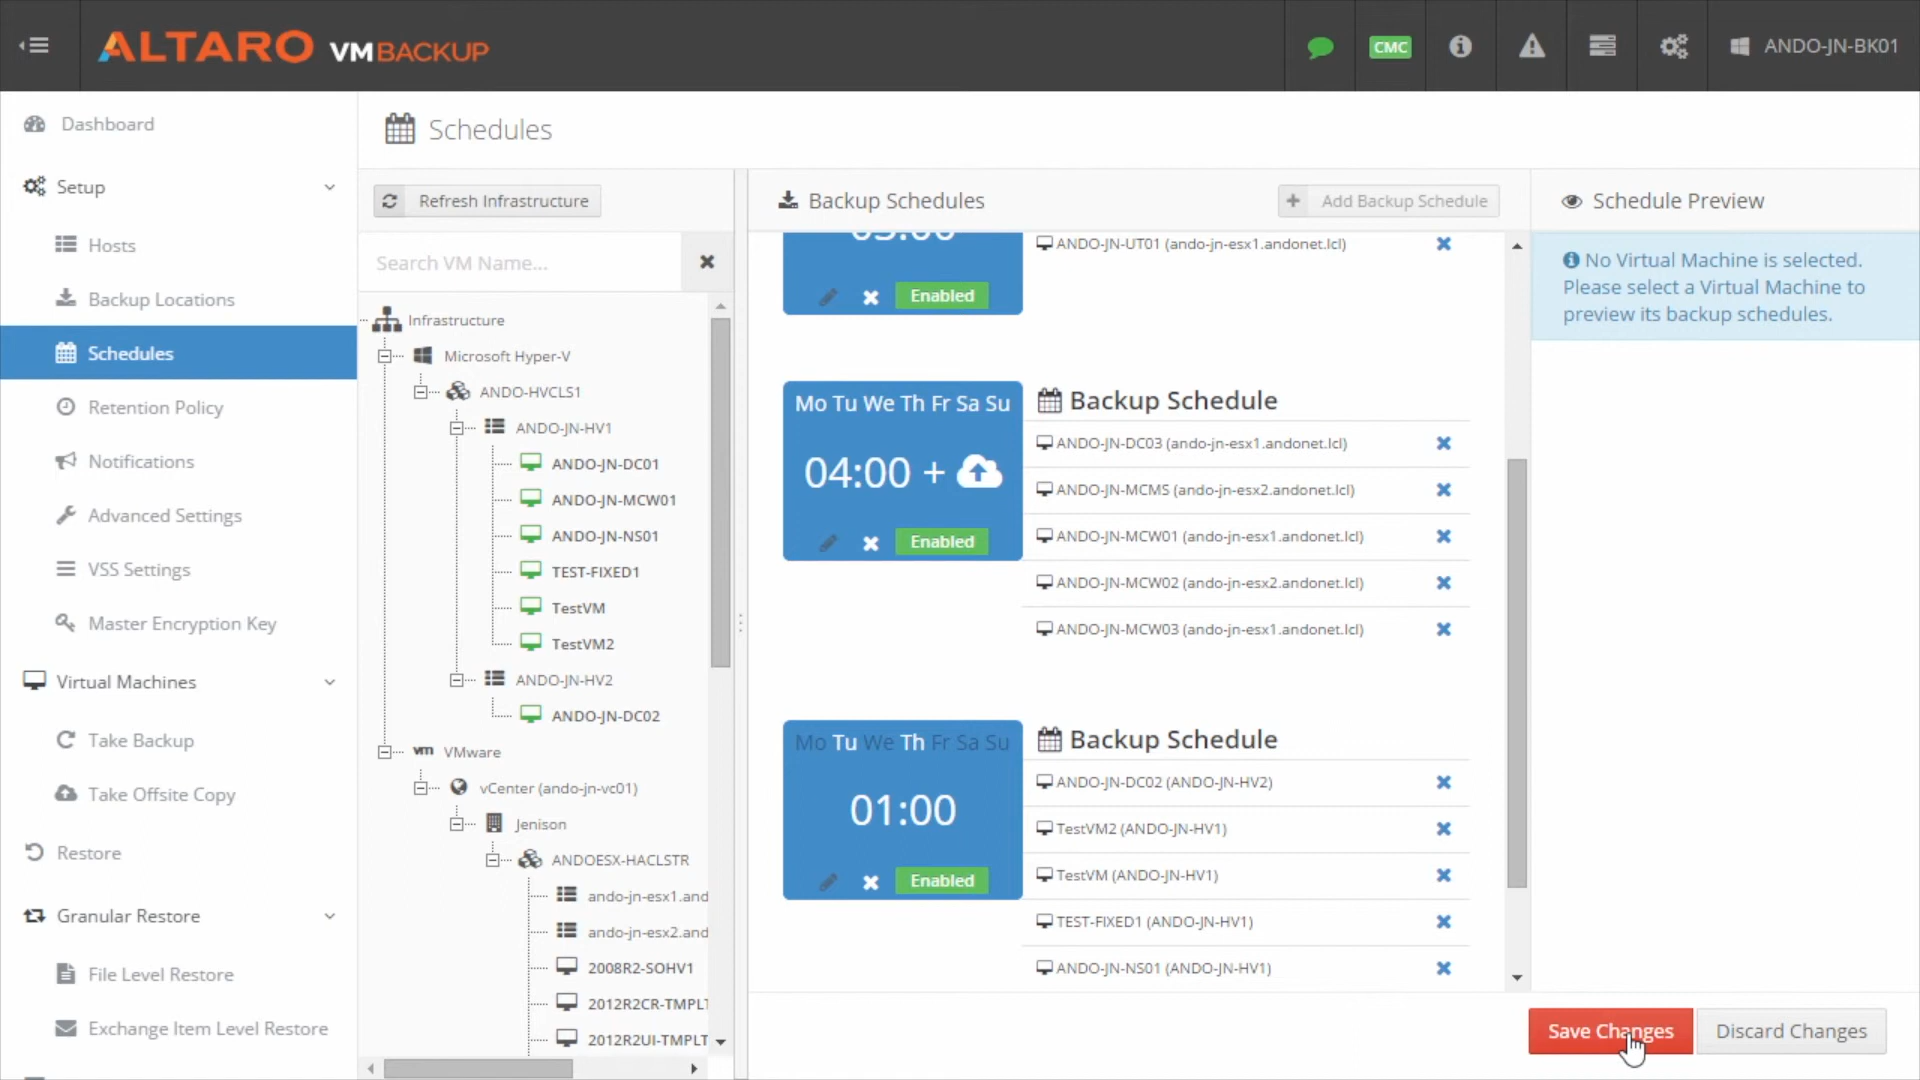 ALTARO VMBACKUP
CMC
ANDO-JN-BK01
Dashboard
Setup
Hosts
Backup Locations
Schedules
Retention Policy
Notifications
Advanced Settings
VSS Settings
Master Encryption Key
Virtual Machines
Take Backup
Take Offsite Copy
Restore
Granular Restore
File Level Restore
Exchange Item Level Restore
Schedules
Refresh Infrastructure
Search VM Name...
Infrastructure
Microsoft Hyper-V
ANDO-HVCLS1
ANDO-JN-HV1
ANDO-JN-DC01
ANDO-JN-MCW01
ANDO-JN-NS01
TEST-FIXED1
TestVM
TestVM2
ANDO-JN-HV2
ANDO-JN-DC02
vm VMware
vCenter (ando-jn-vc01)
Jenison
ANDOESX-HACLSTR
ando-jn-esx1.and
ando-jn-esx2.and
2008R2-SOHV1
2012R2CR-TMPLT
2012R2UI-TMPLT
Backup Schedules
Add Backup Schedule
Enabled
ANDO-JN-UT01 (ando-jn-esx1.andonet.lcl)
Mo Tu We Th Fr Sa Su
04:00 +
Enabled
Backup Schedule
ANDO-JN-DC03 (ando-jn-esx1.andonet.lcl)
ANDO-JN-MCMS (ando-jn-esx2.andonet.lcl)
ANDO-JN-MCW01 (ando-jn-esx1.andonet.lcl)
ANDO-JN-MCW02 (ando-jn-esx2.andonet.lcl)
ANDO-JN-MCW03 (ando-jn-esx1.andonet.lcl)
Mo Tu We Th Fr Sa Su
01:00
Enabled
Backup Schedule
ANDO-JN-DC02 (ANDO-JN-HV2)
TestVM2 (ANDO-JN-HV1)
TestVM (ANDO-JN-HV1)
TEST-FIXED1 (ANDO-JN-HV1)
ANDO-JN-NS01 (ANDO-JN-HV1)
Schedule Preview
No Virtual Machine is selected.
Please select a Virtual Machine to
preview its backup schedules.
Save Changes
Discard Changes